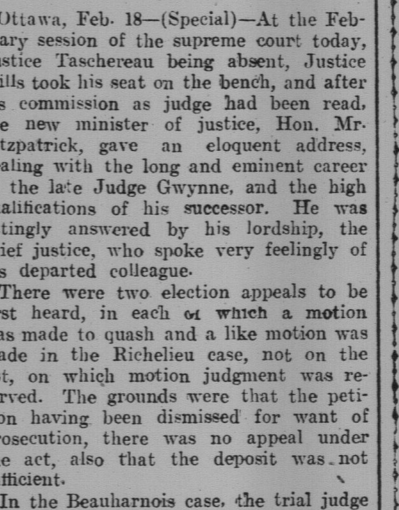 Ottawa, Feb. 18—(Special)—At the Feb-
ary session of the supreme court today,
ustice Taschereau being absent, Justice
ills took his seat on the bench, and after
s commission as judge had been read,
e new minister of justice, Hon. Mr.
tzpatrick, gave an eloquent address,
ealing with the long and eminent career
the late Judge Gwynne, and the high
alifications of his successor. He was
tingly answered by his lordship, the
ief justice, who spoke very feelingly of
s departed colleague.
There were two election appeals to be
st heard, in each of which a motion
as made to quash and a like motion was
ade in the Richelieu case, not on the
t, on which motion judgment was re-
rved. The grounds were that the peti-
on having been dismissed for want of
rosecution, there was no appeal under
e act, also that the deposit was not
fficient.
In the Beauharnois case, the trial judge